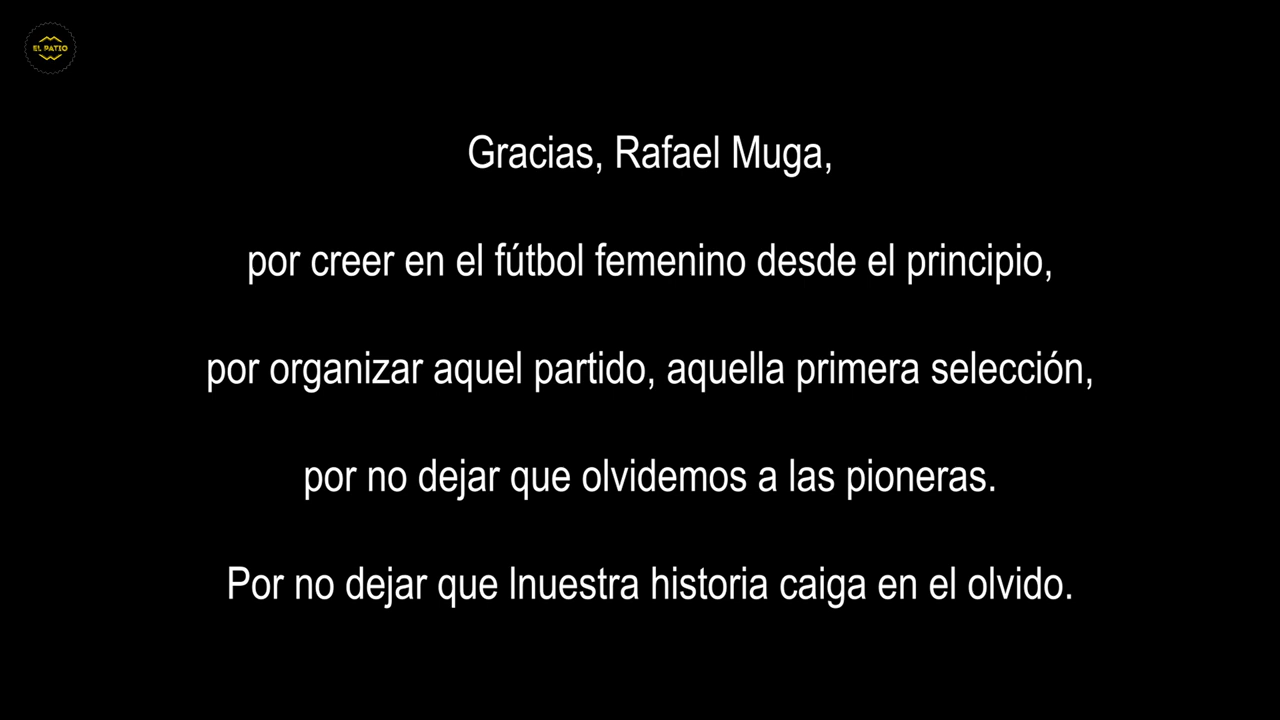 EL PATIO
Gracias, Rafael Muga,
por creer en el fútbol femenino desde el principio,
por organizar aquel partido, aquella primera selección,
por no dejar que olvidemos a las pioneras.
Por no dejar que lnuestra historia caiga en el olvido.